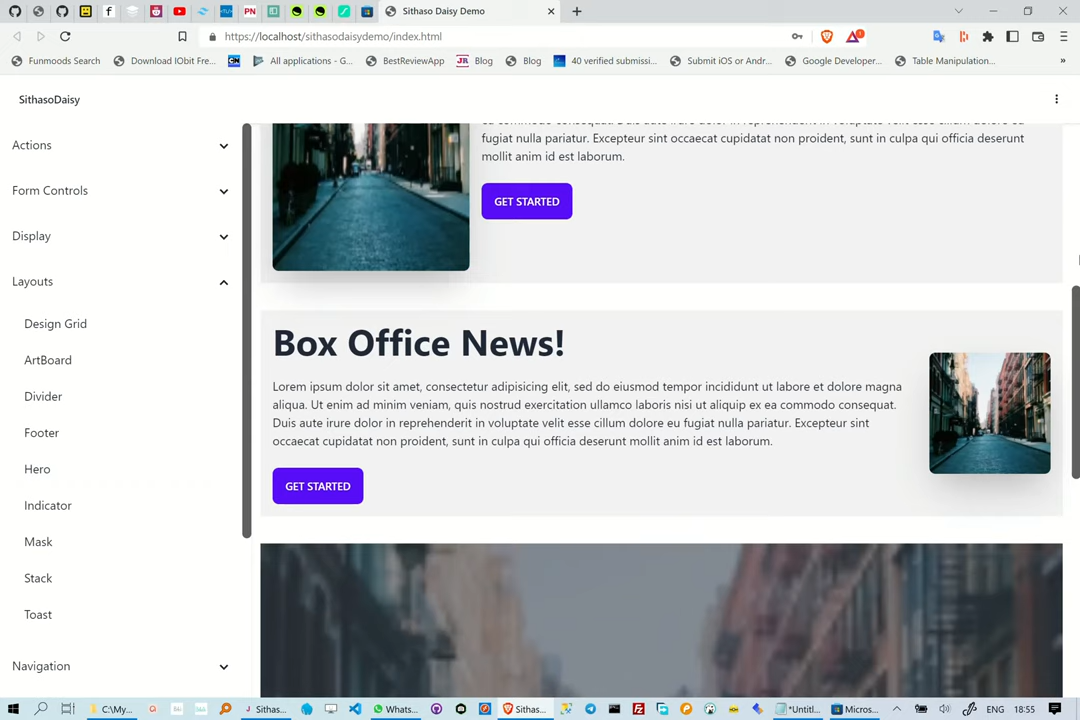 Sithaso Daisy Demo
https://localhost/sithasodaisydemo/index.html
1
Funmoods Search
Download IObit Fre...
All applications - G...
BestReviewApp
JR Blog
Blog
40 verified submissi...
Submit iOS or Andr...
Google Developer...
Table Manipulation...
»
SithasoDaisy
Actions
Form Controls
Display
Layouts
Design Grid
ArtBoard
Divider
Footer
Hero
Indicator
Mask
Stack
Toast
Navigation
fugiat nulla pariatur. Excepteur sint occaecat cupidatat non proident, sunt in culpa qui officia deserunt
mollit anim id est laborum.
GET STARTED
Box Office News!
Lorem ipsum dolor sit amet, consectetur adipisicing elit, sed do eiusmod tempor incididunt ut labore et dolore magna
aliqua. Ut enim ad minim veniam, quis nostrud exercitation ullamco laboris nisi ut aliquip ex ea commodo consequat.
Duis aute irure dolor in reprehenderit in voluptate velit esse cillum dolore eu fugiat nulla pariatur. Excepteur sint
occaecat cupidatat non proident, sunt in culpa qui officia deserunt mollit anim id est laborum.
GET STARTED
C:\My...
Sithas...
Whats...
Sithas...
*Untitl...
Micros...
ENG
18:55